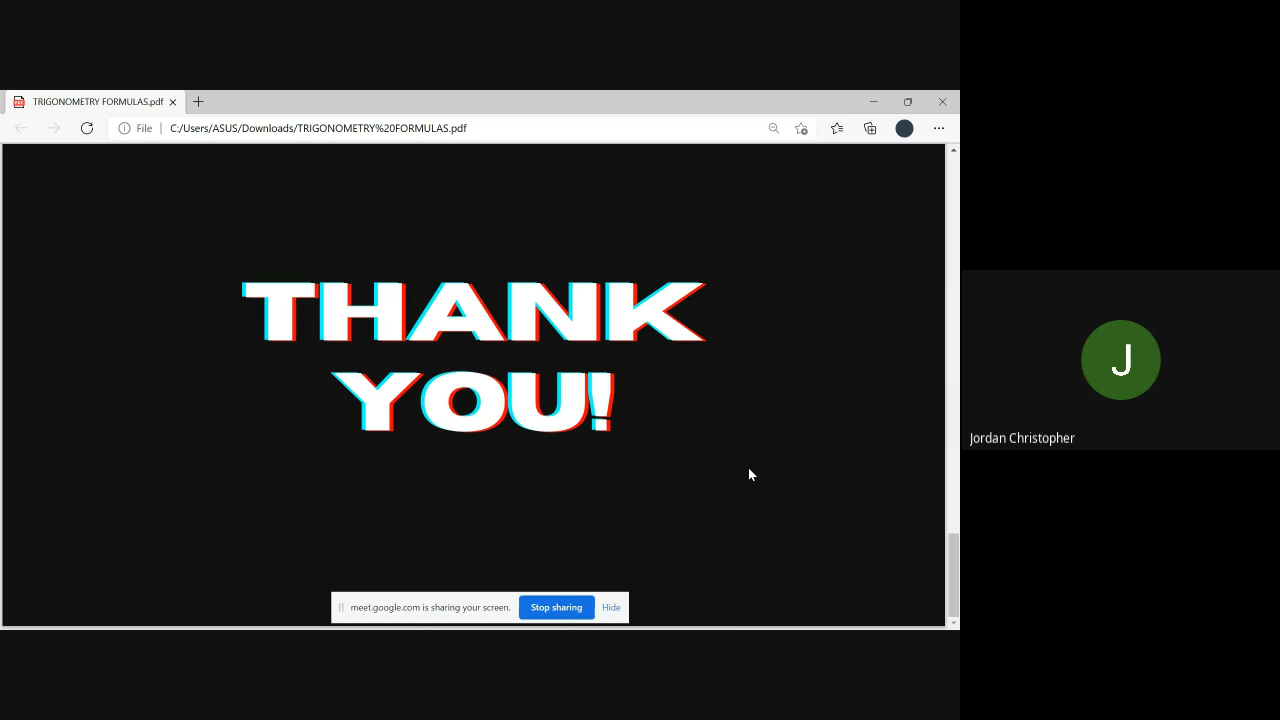 TRIGONOMETRY FORMULAS.pdf
File
C:/Users/ASUS/Downloads/TRIGONOMETRY%20FORMULAS.pdf
THANK
YOU!
meet.google.com is sharing your screen.
Stop sharing
Hide
J
Jordan Christopher